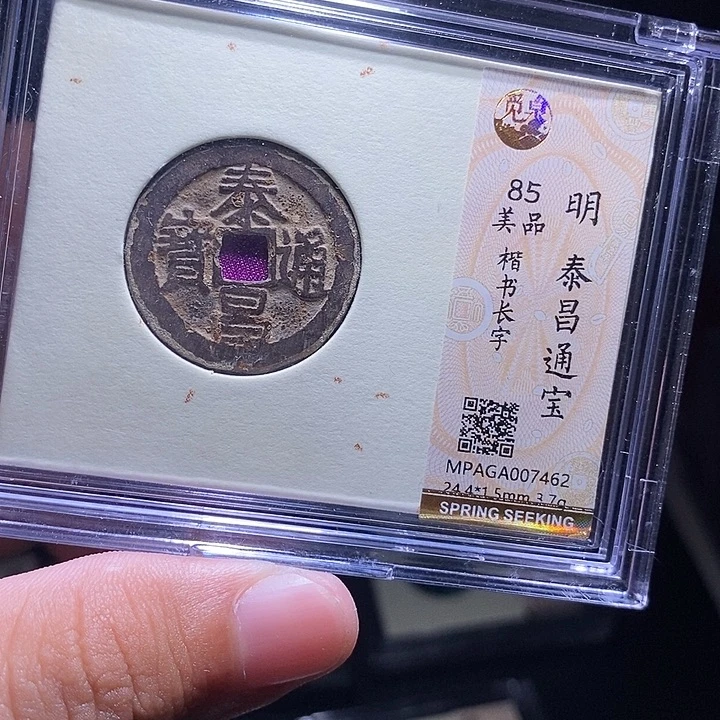 泰昌通寳
觅泉
明 泰昌通宝
85
美品 楷书长字
MPAGA007462
24.4*1.5mm 3.7g
SPRING SEEKING